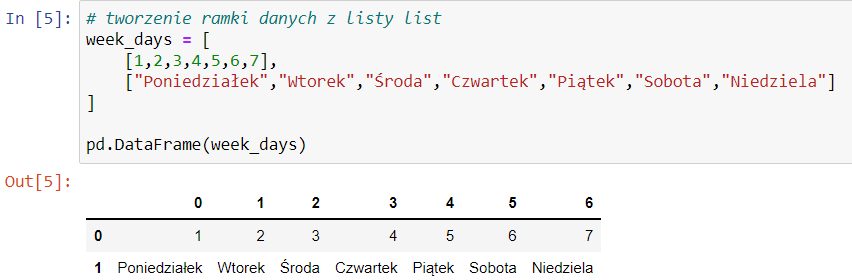 In [5]: # tworzenie ramki danych z listy list
week_days = [
[1,2,3,4,5,6,7],
["Poniedziałek","Wtorek","Środa","Czwartek","Piątek","Sobota","Niedziela"]
]
pd.DataFrame(week_days)
Out[5]:
0 1 2 3 4 5 6
0 1 2 3 4 5 6 7
1 Poniedziałek Wtorek Środa Czwartek Piątek Sobota Niedziela